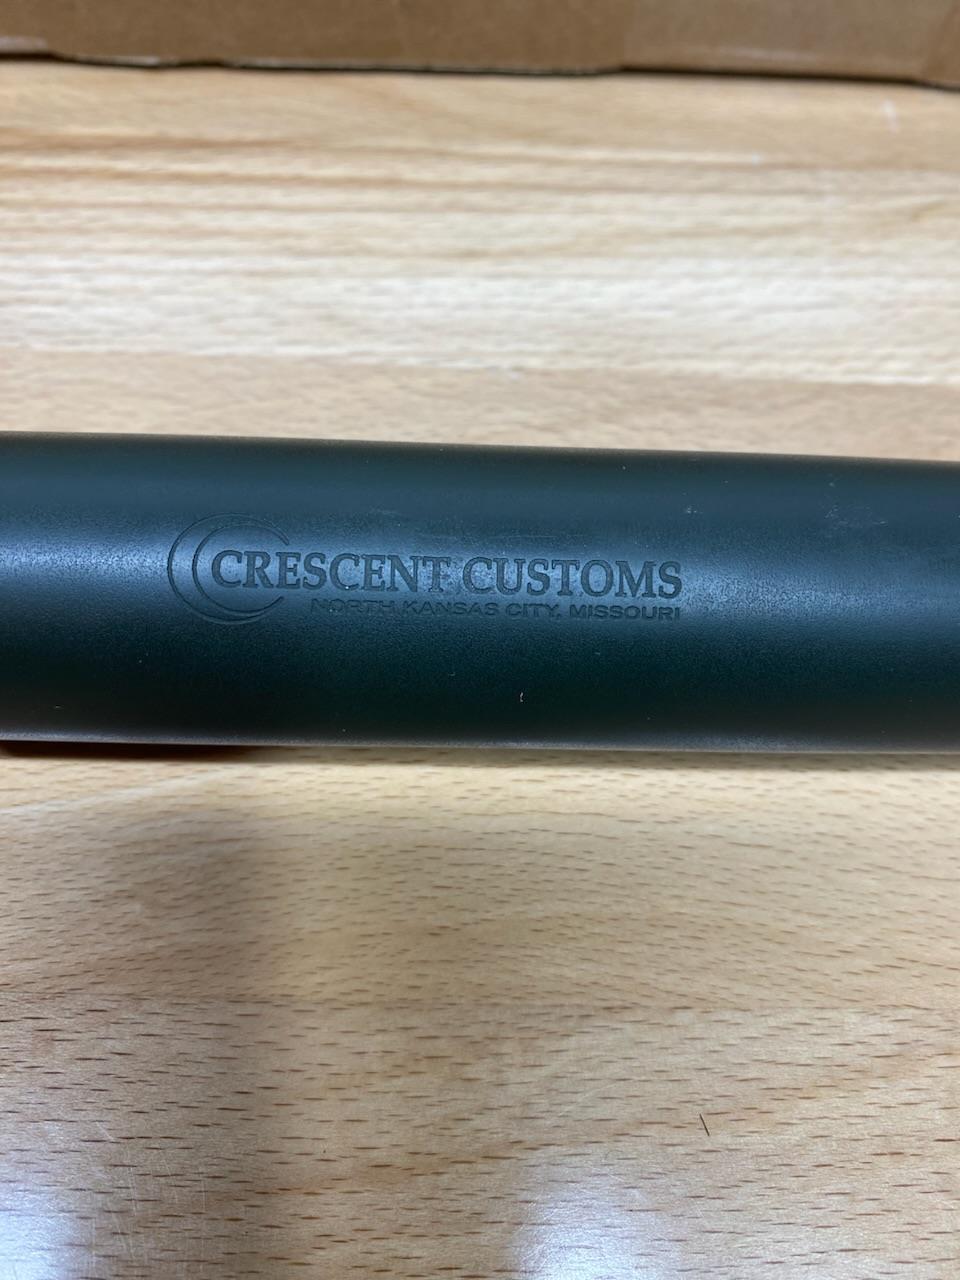 CRESCENT CUSTOMS
NORTH KANSAS CITY, MISSOURI